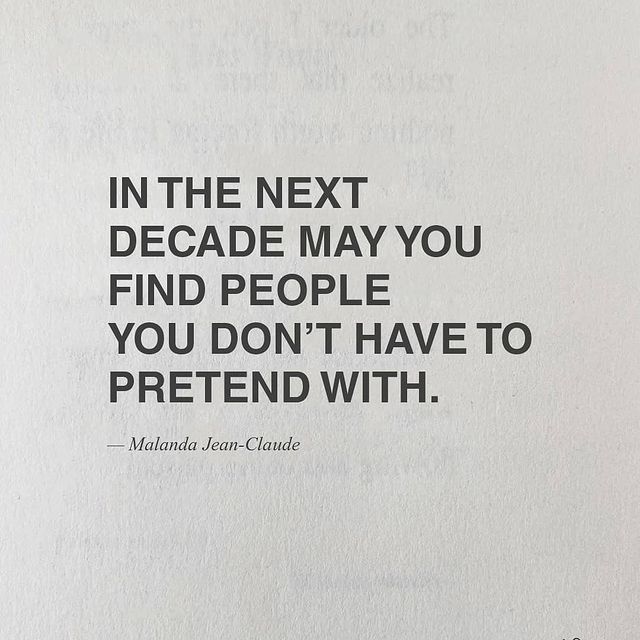 IN THE NEXT
DECADE MAY YOU
FIND PEOPLE
YOU DON’T HAVE TO
PRETEND WITH.
— Malanda Jean-Claude